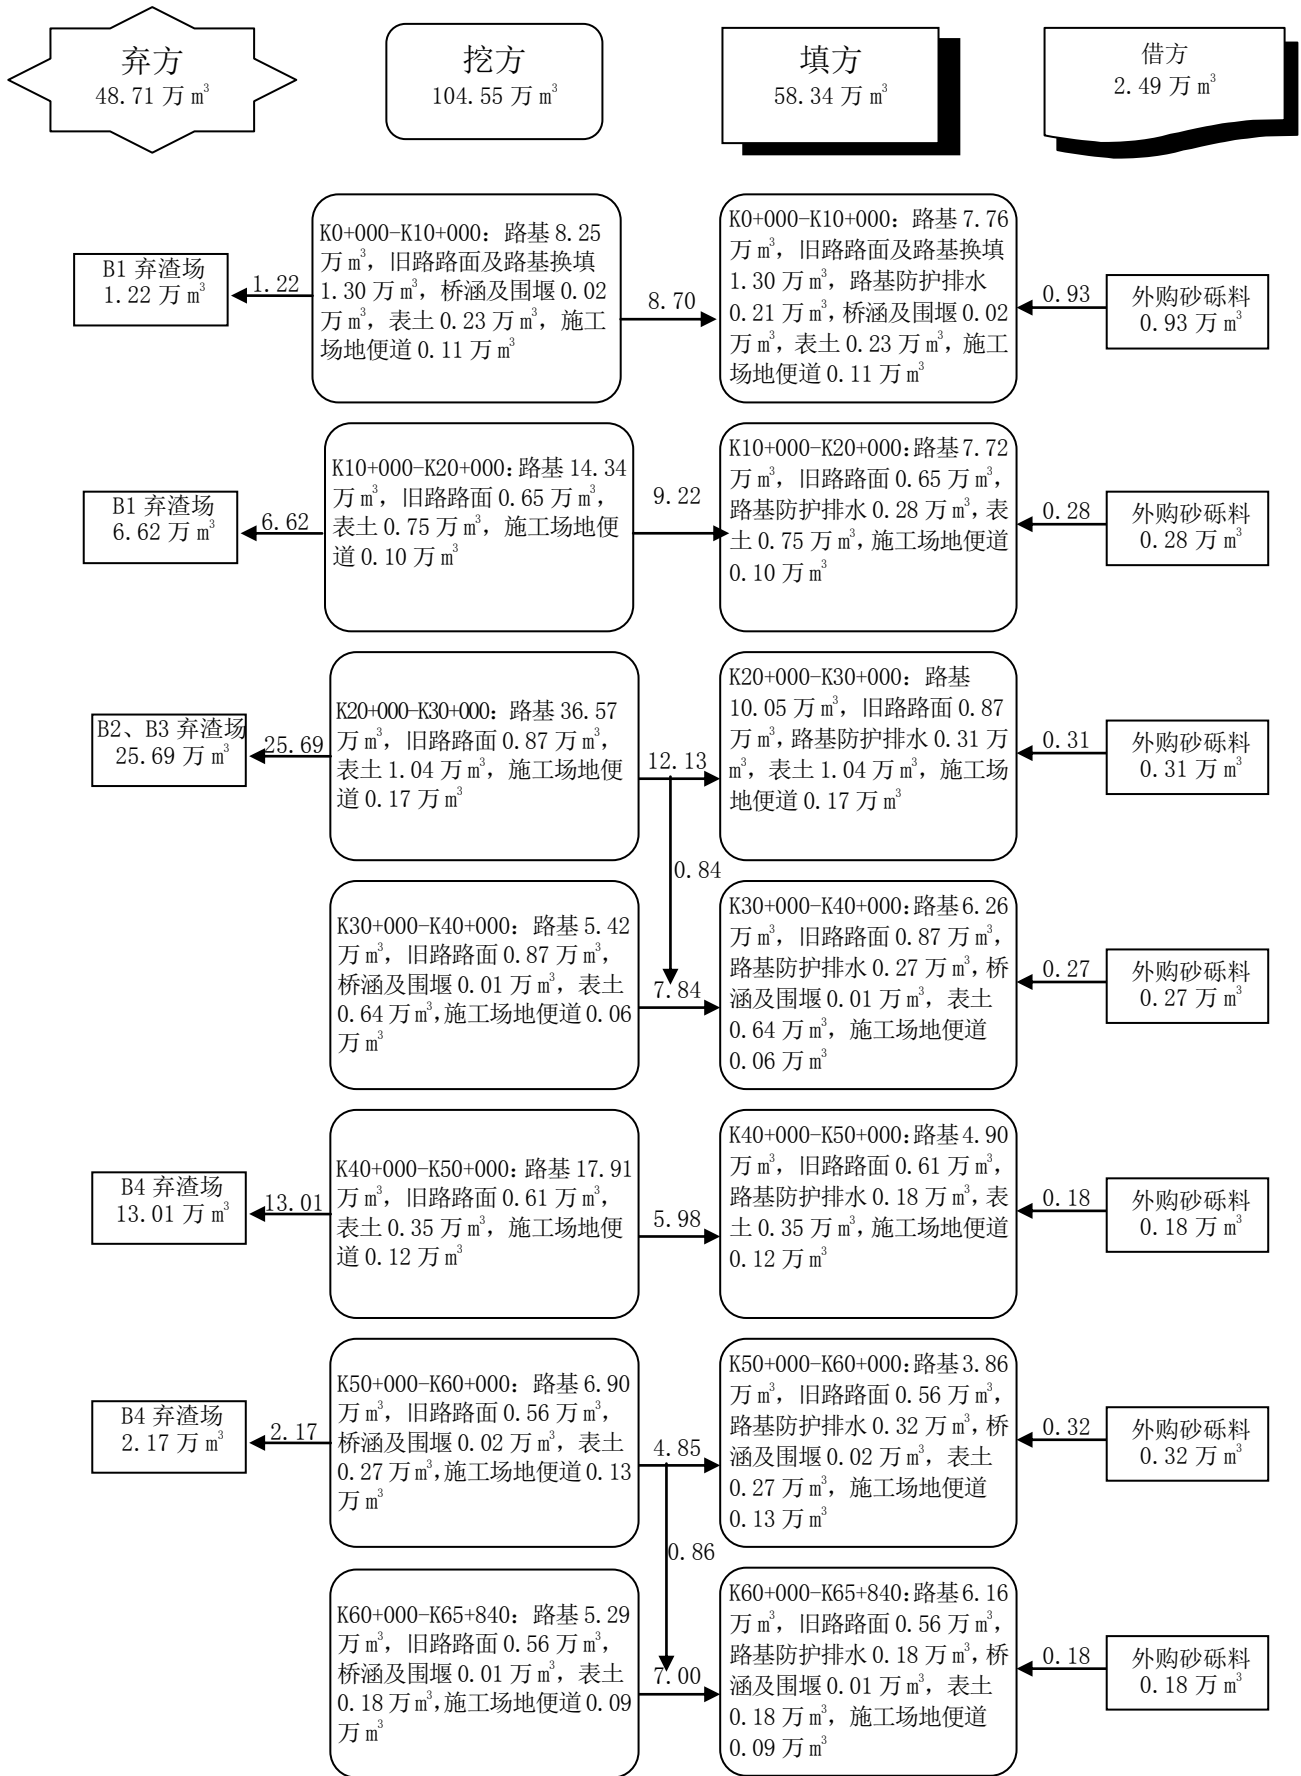 弃方
48.71 万 m³
挖方
104.55 万 m³
填方
58.34 万 m³
借方
2.49 万 m³
B1 弃渣场
1.22 万 m³
1.22
K0+000-K10+000：路基 8.25
万 m³，旧路路面及路基换填
1.30 万 m³，桥涵及围堰 0.02
万 m³，表土 0.23 万 m³，施工
场地便道 0.11 万 m³
8.70
K0+000-K10+000：路基 7.76
万 m³，旧路路面及路基换填
1.30 万 m³，路基防护排水
0.21 万 m³，桥涵及围堰 0.02
万 m³，表土 0.23 万 m³，施工
场地便道 0.11 万 m³
0.93
外购砂砾料
0.93 万 m³
B1 弃渣场
6.62 万 m³
6.62
K10+000-K20+000：路基 14.34
万 m³，旧路路面 0.65 万 m³，
表土 0.75 万 m³，施工场地便
道 0.10 万 m³
9.22
K10+000-K20+000：路基 7.72
万 m³，旧路路面 0.65 万 m³，
路基防护排水 0.28 万 m³，表
土 0.75 万 m³，施工场地便道
0.10 万 m³
0.28
外购砂砾料
0.28 万 m³
B2、B3 弃渣场
25.69 万 m³
25.69
K20+000-K30+000：路基 36.57
万 m³，旧路路面 0.87 万 m³，
表土 1.04 万 m³，施工场地便
道 0.17 万 m³
12.13
K20+000-K30+000：路基
10.05 万 m³，旧路路面 0.87
万 m³，路基防护排水 0.31 万
m³，表土 1.04 万 m³，施工场
地便道 0.17 万 m³
0.31
外购砂砾料
0.31 万 m³
0.84
K30+000-K40+000：路基 5.42
万 m³，旧路路面 0.87 万 m³，
桥涵及围堰 0.01 万 m³，表土
0.64 万 m³，施工场地便道 0.06
万 m³
7.84
K30+000-K40+000：路基 6.26
万 m³，旧路路面 0.87 万 m³，
路基防护排水 0.27 万 m³，桥
涵及围堰 0.01 万 m³，表土
0.64 万 m³，施工场地便道
0.06 万 m³
0.27
外购砂砾料
0.27 万 m³
B4 弃渣场
13.01 万 m³
13.01
K40+000-K50+000：路基 17.91
万 m³，旧路路面 0.61 万 m³，
表土 0.35 万 m³，施工场地便
道 0.12 万 m³
5.98
K40+000-K50+000：路基 4.90
万 m³，旧路路面 0.61 万 m³，
路基防护排水 0.18 万 m³，表
土 0.35 万 m³，施工场地便道
0.12 万 m³
0.18
外购砂砾料
0.18 万 m³
B4 弃渣场
2.17 万 m³
2.17
K50+000-K60+000：路基 6.90
万 m³，旧路路面 0.56 万 m³，
桥涵及围堰 0.02 万 m³，表土
0.27 万 m³，施工场地便道 0.13
万 m³
4.85
K50+000-K60+000：路基 3.86
万 m³，旧路路面 0.56 万 m³，
路基防护排水 0.32 万 m³，桥
涵及围堰 0.02 万 m³，表土
0.27 万 m³，施工场地便道
0.13 万 m³
0.32
外购砂砾料
0.32 万 m³
0.86
K60+000-K65+840：路基 5.29
万 m³，旧路路面 0.56 万 m³，
桥涵及围堰 0.01 万 m³，表土
0.18 万 m³，施工场地便道 0.09
万 m³
7.00
K60+000-K65+840：路基 6.16
万 m³，旧路路面 0.56 万 m³，
路基防护排水 0.18 万 m³，桥
涵及围堰 0.01 万 m³，表土
0.18 万 m³，施工场地便道
0.09 万 m³
0.18
外购砂砾料
0.18 万 m³